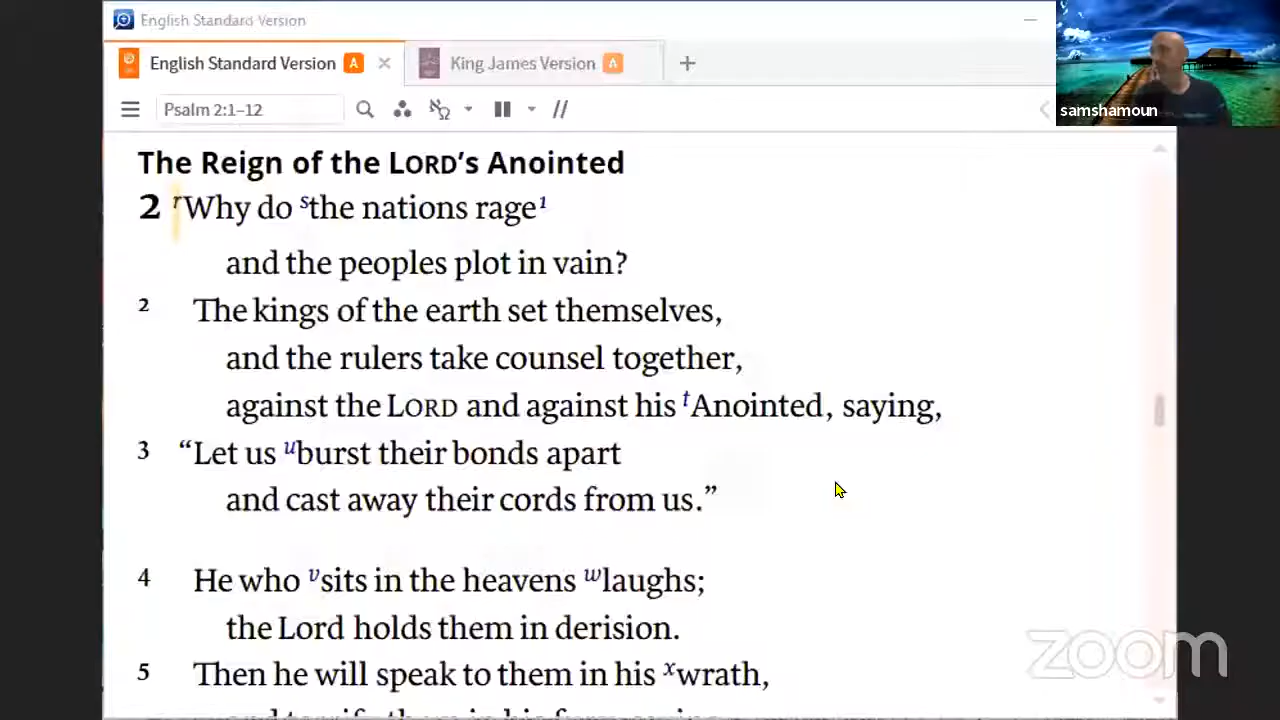 English Standard Version
English Standard Version A
King James Version A
Psalm 2:1–12
samshamoun
The Reign of the LORD's Anointed
2 rWhy do sthe nations rage1
and the peoples plot in vain?
2 The kings of the earth set themselves,
and the rulers take counsel together,
against the LORD and against his tAnointed, saying,
3 “Let us uburst their bonds apart
and cast away their cords from us.”
4 He who vsits in the heavens wlaughs;
the Lord holds them in derision.
5 Then he will speak to them in his xwrath,
zoom